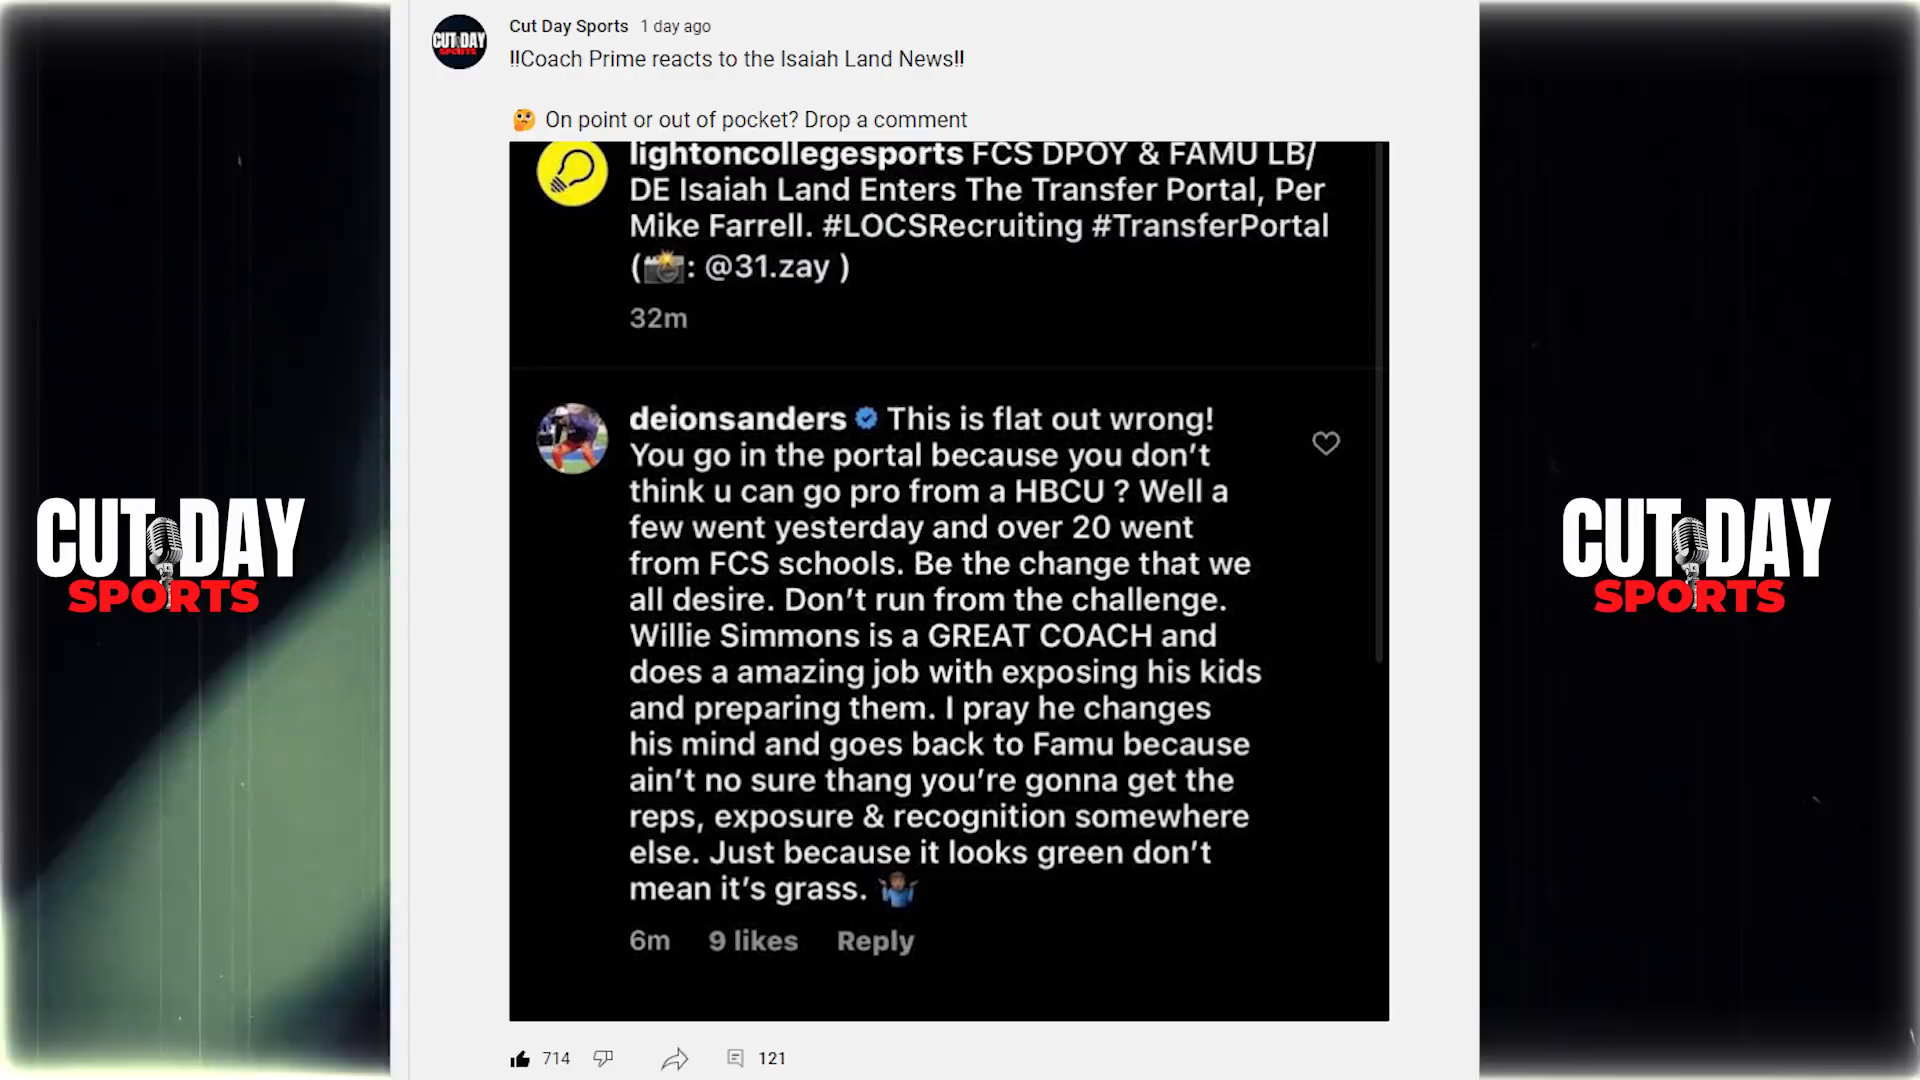 Cut Day Sports 1 day ago
!!Coach Prime reacts to the Isaiah Land News!!
🤔 On point or out of pocket? Drop a comment
lightoncollegesports FCS DPOY & FAMU LB/
DE Isaiah Land Enters The Transfer Portal, Per
Mike Farrell. #LOCSRecruiting #TransferPortal
(📸: @31.zay )
32m
deionsanders This is flat out wrong!
You go in the portal because you don't
think u can go pro from a HBCU ? Well a
few went yesterday and over 20 went
from FCS schools. Be the change that we
all desire. Don't run from the challenge.
Willie Simmons is a GREAT COACH and
does a amazing job with exposing his kids
and preparing them. I pray he changes
his mind and goes back to Famu because
ain't no sure thang you're gonna get the
reps, exposure & recognition somewhere
else. Just because it looks green don't
mean it's grass. 🤷🏾‍♂️
6m 9 likes Reply
714 121
CUT DAY
SPORTS
CUT DAY
SPORTS
CUT DAY
SPORTS